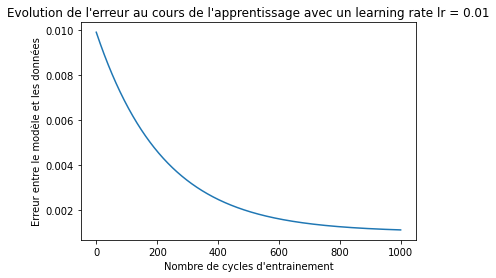 Evolution de l'erreur au cours de l'apprentissage avec un learning rate lr = 0.01
0.010
0.008
0.006
0.004
0.002
Erreur entre le modèle et les données
0 200 400 600 800 1000
Nombre de cycles d'entrainement